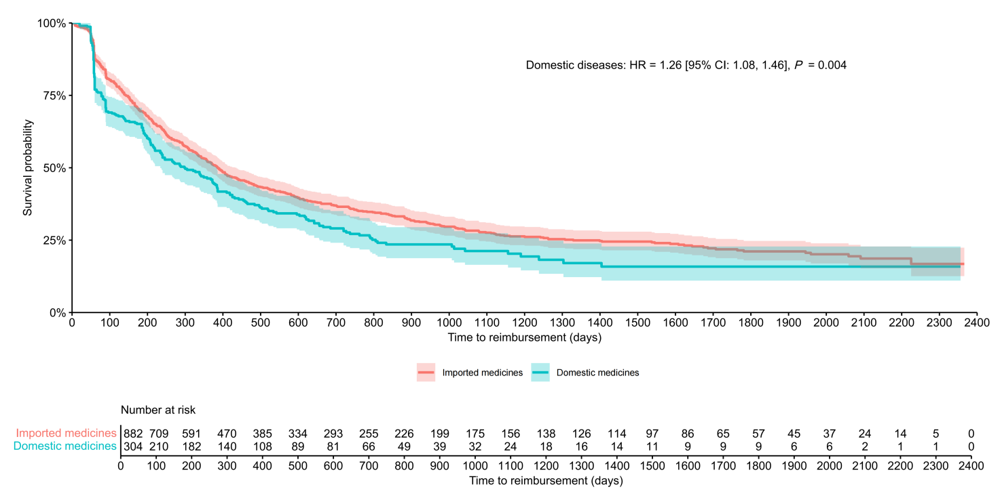 100%
75%
50%
25%
0%
Survival probability
Domestic diseases: HR = 1.26 [95% CI: 1.08, 1.46], P = 0.004
0 100 200 300 400 500 600 700 800 900 1000 1100 1200 1300 1400 1500 1600 1700 1800 1900 2000 2100 2200 2300 2400
Time to reimbursement (days)
Imported medicines Domestic medicines
Number at risk
Imported medicines 882 709 591 470 385 334 293 255 226 199 175 156 138 126 114 97 86 65 57 45 37 24 14 5 0
Domestic medicines 304 210 182 140 108 89 81 66 49 39 32 24 18 16 14 11 9 9 9 6 6 2 1 1 0
0 100 200 300 400 500 600 700 800 900 1000 1100 1200 1300 1400 1500 1600 1700 1800 1900 2000 2100 2200 2300 2400
Time to reimbursement (days)